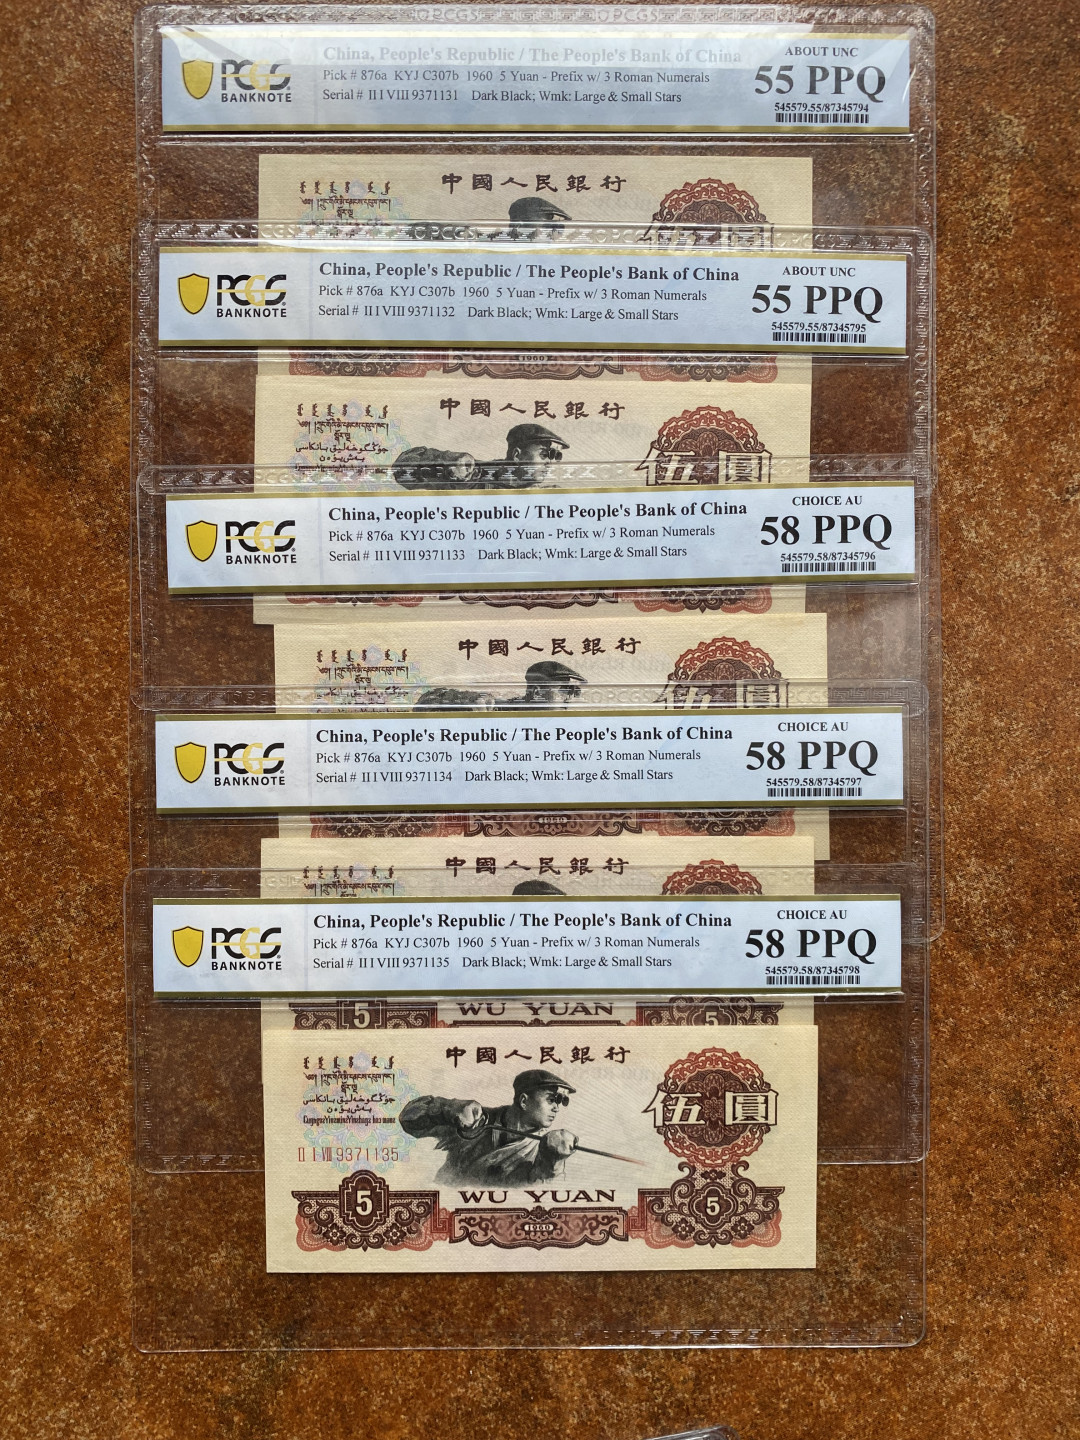 PCGS
PCGS BANKNOTE
China, People's Republic / The People's Bank of China
Pick # 876a KYJ C307b 1960 5 Yuan - Prefix w/ 3 Roman Numerals
Serial # II I VIII 9371131 Dark Black; Wmk: Large & Small Stars
ABOUT UNC
55 PPQ
545579.55/87345794
中國人民銀行
伍圓
PCGS
PCGS BANKNOTE
China, People's Republic / The People's Bank of China
Pick # 876a KYJ C307b 1960 5 Yuan - Prefix w/ 3 Roman Numerals
Serial # II I VIII 9371132 Dark Black; Wmk: Large & Small Stars
ABOUT UNC
55 PPQ
545579.55/87345795
1960
中國人民銀行
伍圓
PCGS BANKNOTE
China, People's Republic / The People's Bank of China
Pick # 876a KYJ C307b 1960 5 Yuan - Prefix w/ 3 Roman Numerals
Serial # II I VIII 9371133 Dark Black; Wmk: Large & Small Stars
CHOICE AU
58 PPQ
545579.58/87345796
中國人民銀行
伍圓
PCGS BANKNOTE
China, People's Republic / The People's Bank of China
Pick # 876a KYJ C307b 1960 5 Yuan - Prefix w/ 3 Roman Numerals
Serial # II I VIII 9371134 Dark Black; Wmk: Large & Small Stars
CHOICE AU
58 PPQ
545579.58/87345797
1960
中國人民銀行
PCGS BANKNOTE
China, People's Republic / The People's Bank of China
Pick # 876a KYJ C307b 1960 5 Yuan - Prefix w/ 3 Roman Numerals
Serial # II I VIII 9371135 Dark Black; Wmk: Large & Small Stars
CHOICE AU
58 PPQ
545579.58/87345798
5 WU YUAN 5
中國人民銀行
伍圓
II I VIII 9371135
5 WU YUAN 5
1960